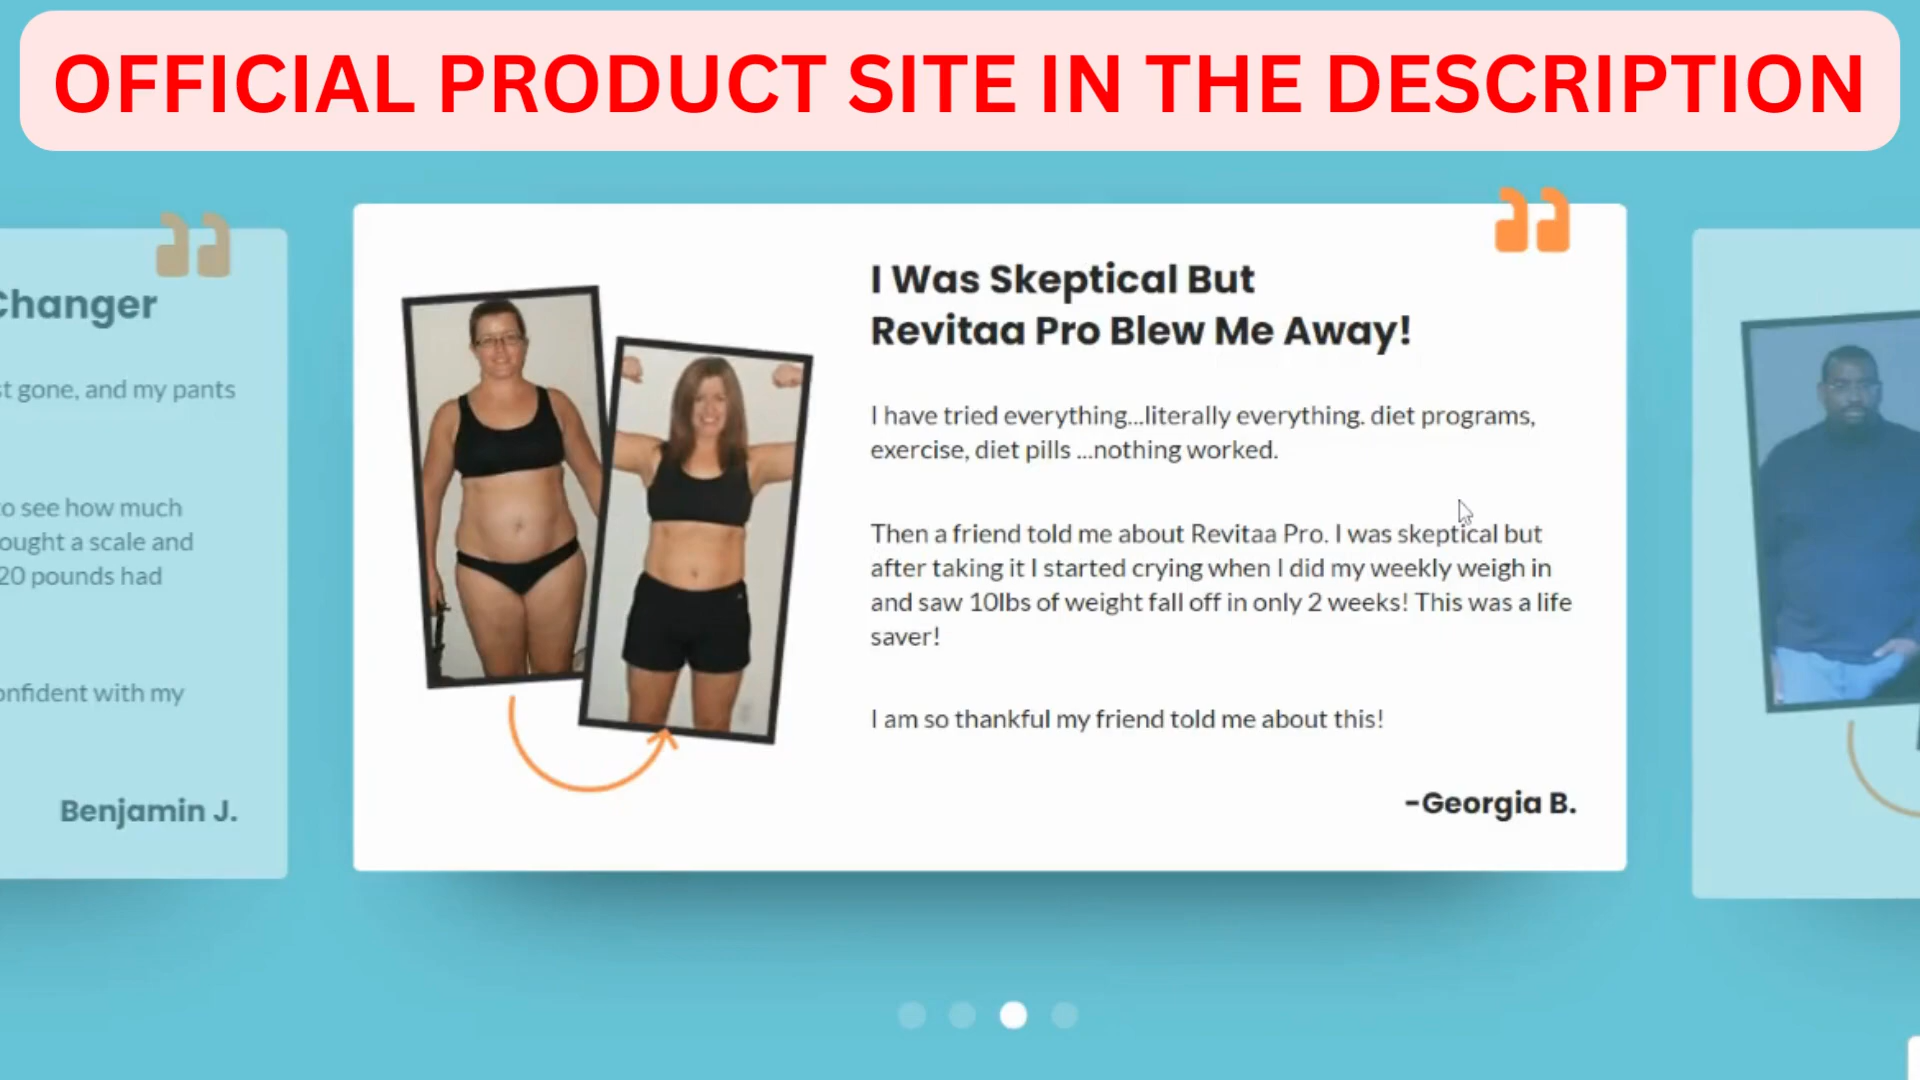 OFFICIAL PRODUCT SITE IN THE DESCRIPTION
Changer
gone, and my pants
to see how much
ought a scale and
20 pounds had
with my
Benjamin J.
I Was Skeptical But
Revitaa Pro Blew Me Away!
I have tried everything...literally everything. diet programs,
exercise, diet pills ...nothing worked.
Then a friend told me about Revitaa Pro. I was skeptical but
after taking it I started crying when I did my weekly weigh in
and saw 10lbs of weight fall off in only 2 weeks! This was a life
saver!
I am so thankful my friend told me about this!
-Georgia B.